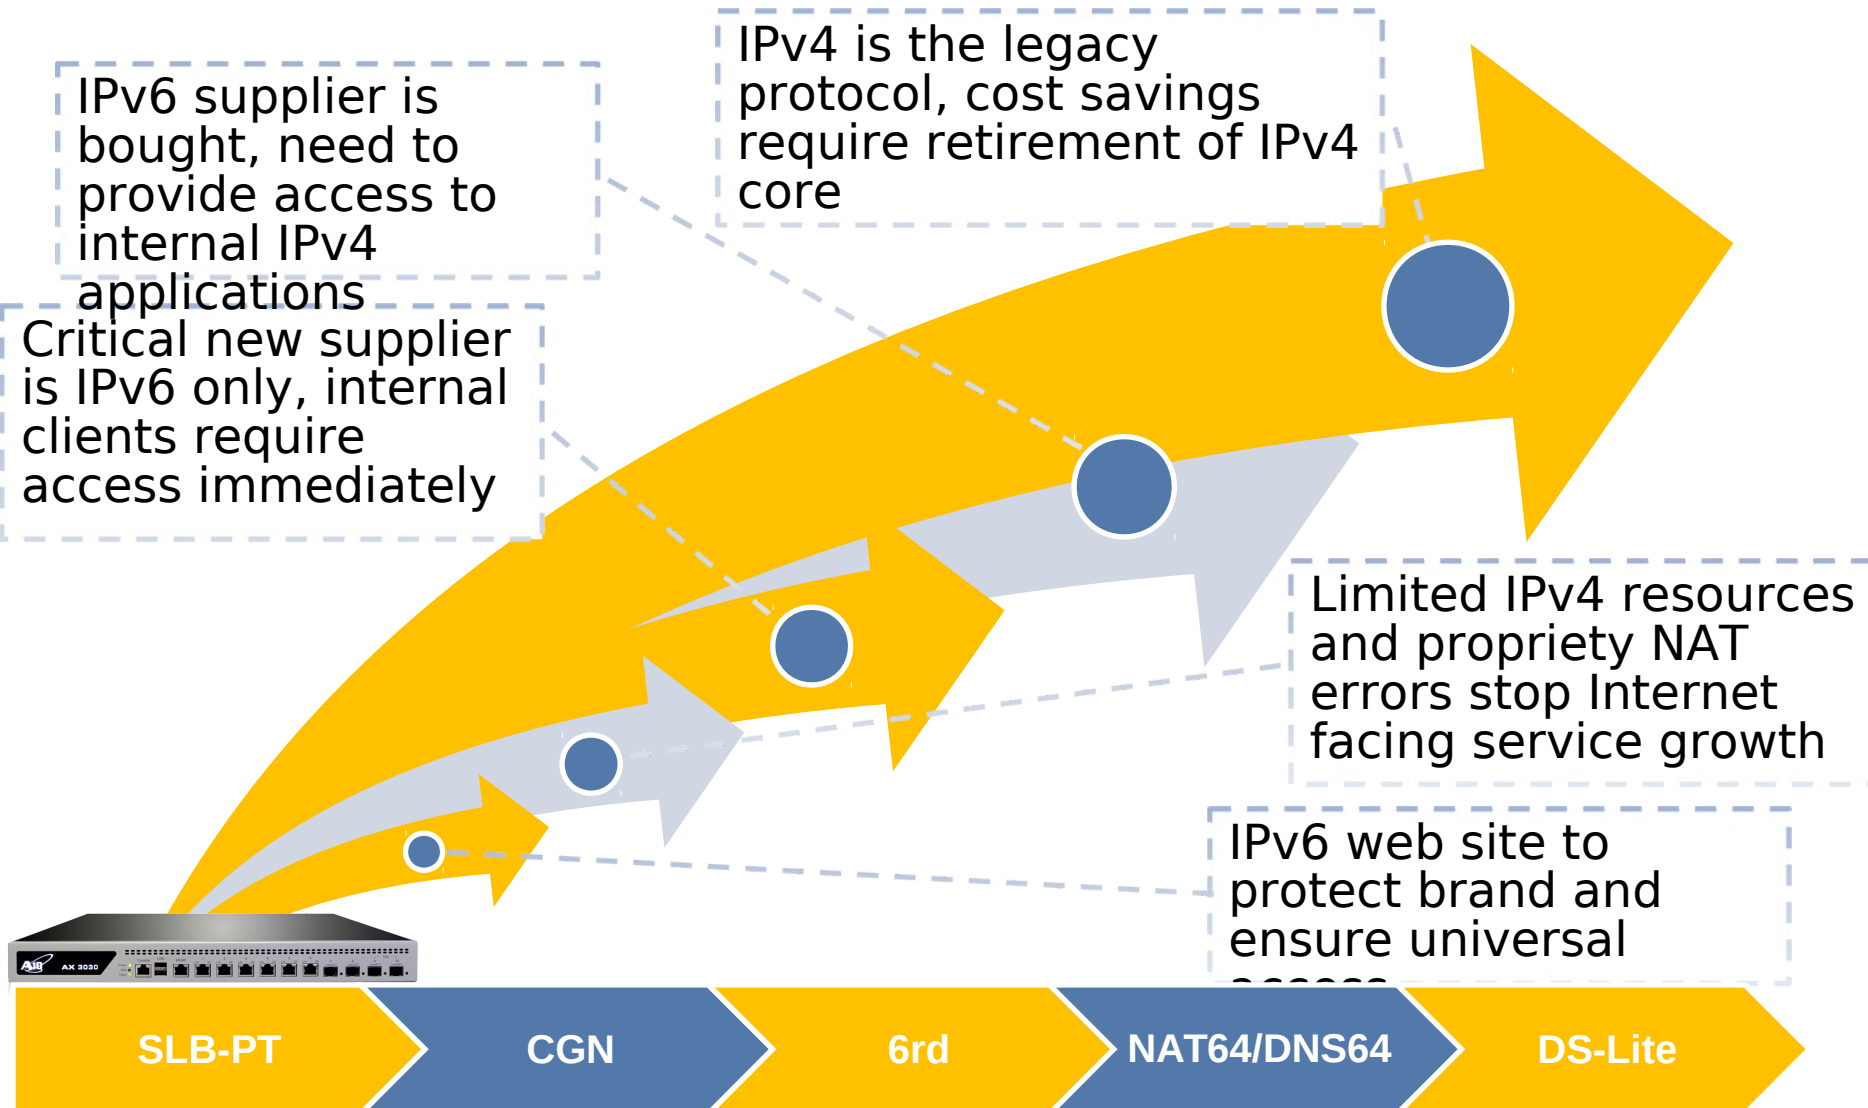 IPv4 is the legacy
protocol, cost savings
require retirement of IPv4
core
IPv6 supplier is
bought, need to
provide access to
internal IPv4
applications
Critical new supplier
is IPv6 only, internal
clients require
access immediately
Limited IPv4 resources
and propriety NAT
errors stop Internet
facing service growth
IPv6 web site to
protect brand and
ensure universal
access
A10
AX 3030
SLB-PT
CGN
6rd
NAT64/DNS64
DS-Lite